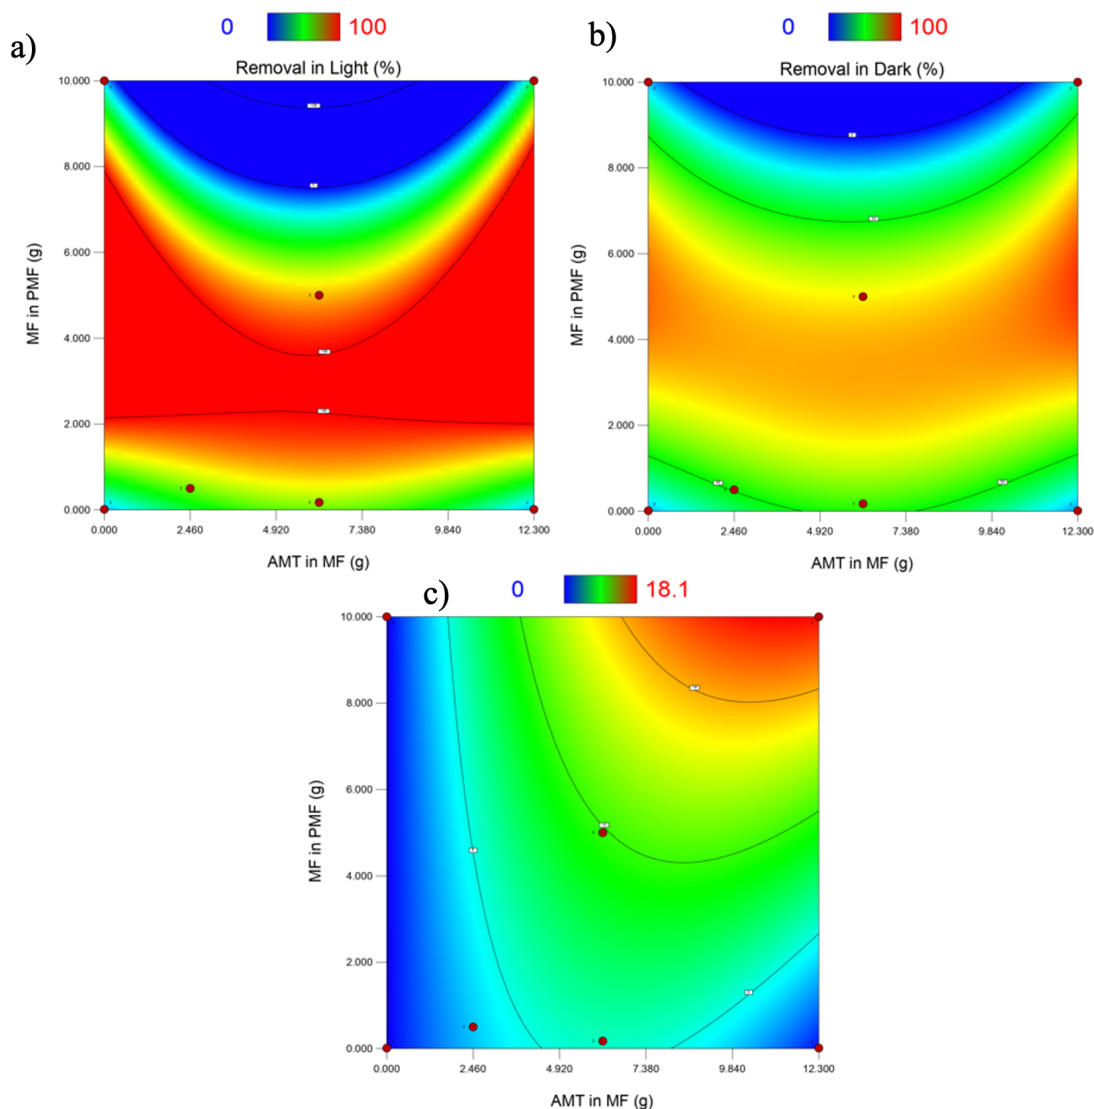 a)
0 100
Removal in Light (%)
10.000
8.000
6.000
4.000
2.000
0.000
MF in PMF (g)
0.000 2.460 4.920 7.380 9.840 12.300
AMT in MF (g)
b)
0 100
Removal in Dark (%)
10.000
8.000
6.000
4.000
2.000
0.000
MF in PMF (g)
0.000 2.460 4.920 7.380 9.840 12.300
AMT in MF (g)
c)
0 18.1
10.000
8.000
6.000
4.000
2.000
0.000
MF in PMF (g)
0.000 2.460 4.920 7.380 9.840 12.300
AMT in MF (g)